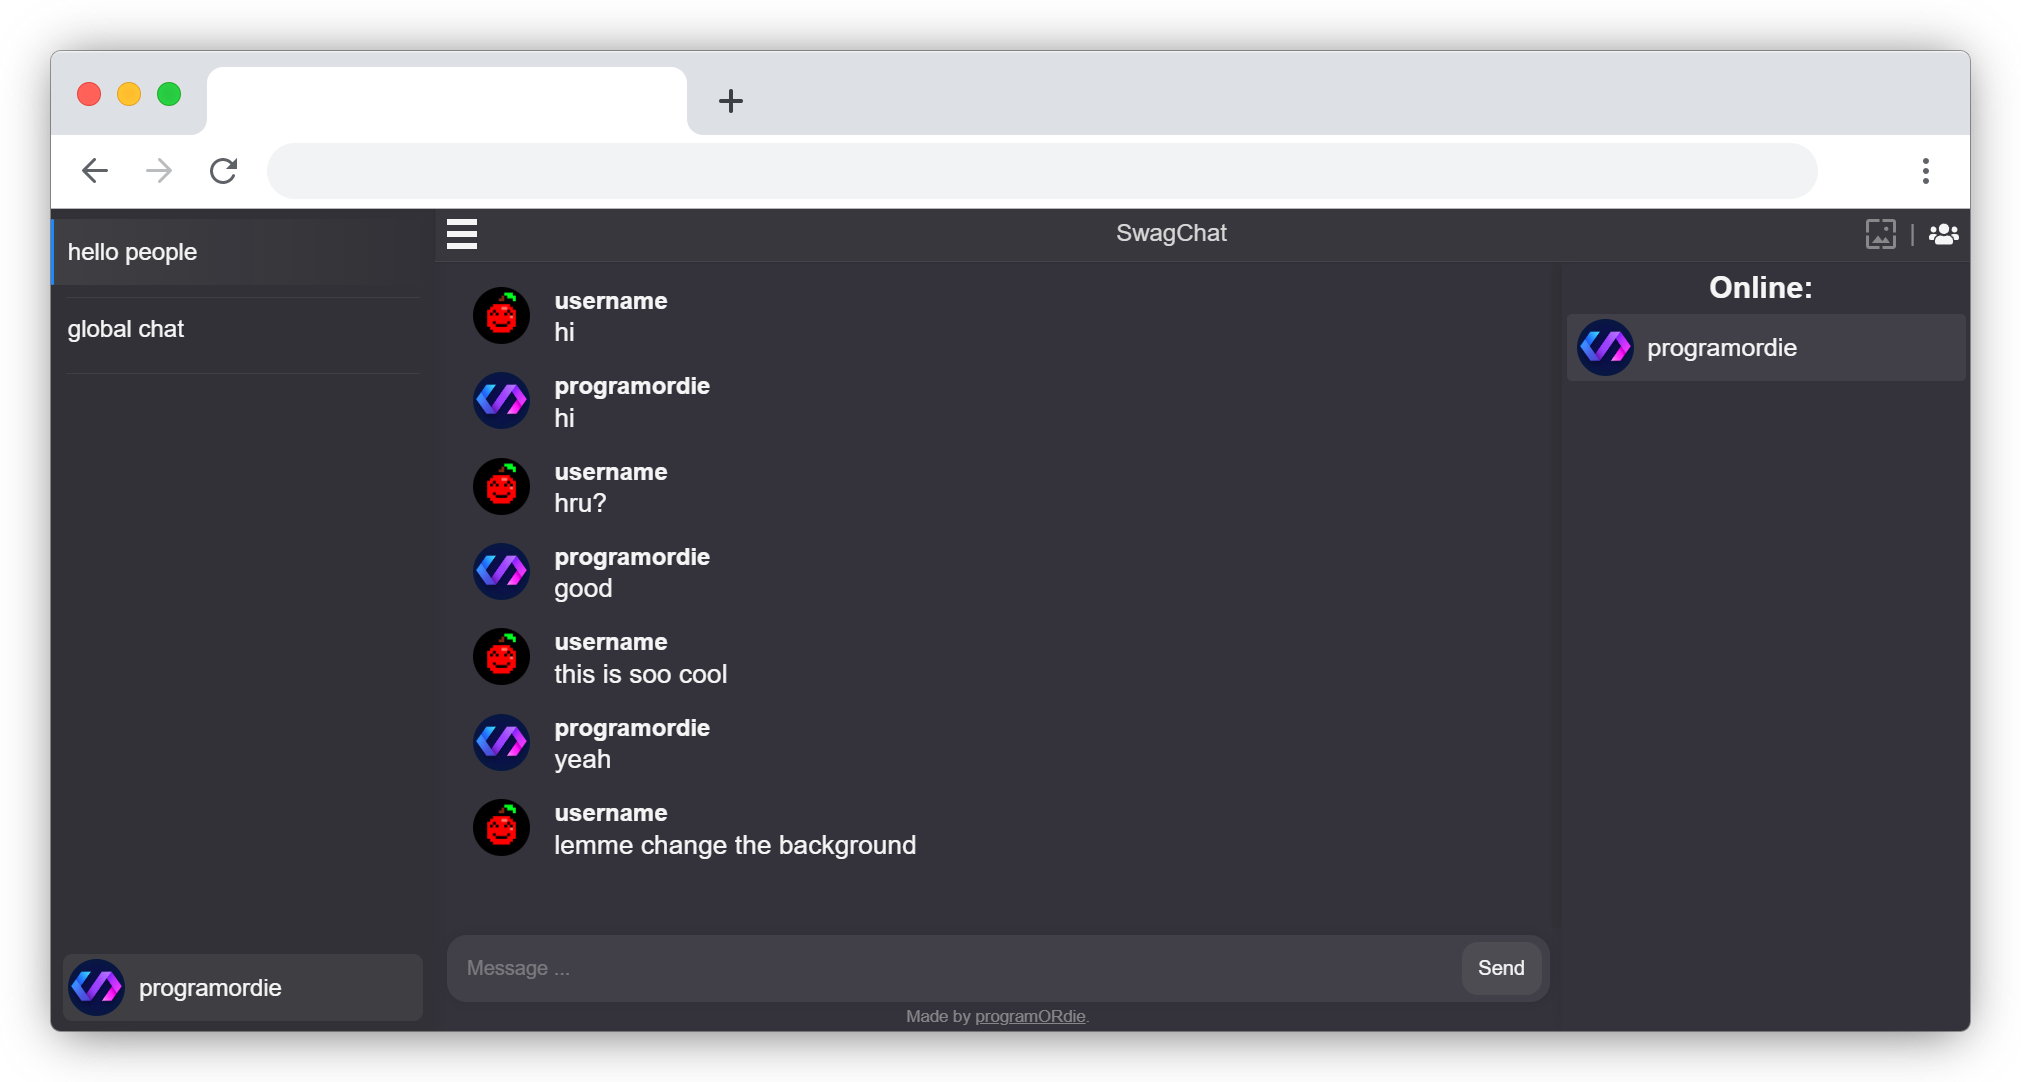 hello people
global chat
programordie
SwagChat
|
username
hi
programordie
hi
username
hru?
programordie
good
username
this is soo cool
programordie
yeah
username
lemme change the background
Message ...
Send
Made by programORdie.
Online:
programordie